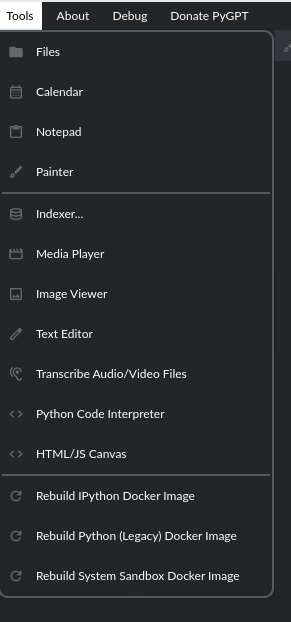 Tools About Debug Donate PyGPT
Files
Calendar
Notepad
Painter
Indexer...
Media Player
Image Viewer
Text Editor
Transcribe Audio/Video Files
Python Code Interpreter
HTML/JS Canvas
Rebuild IPython Docker Image
Rebuild Python (Legacy) Docker Image
Rebuild System Sandbox Docker Image